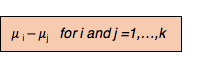 μ i – μj for i and j =1,…,k